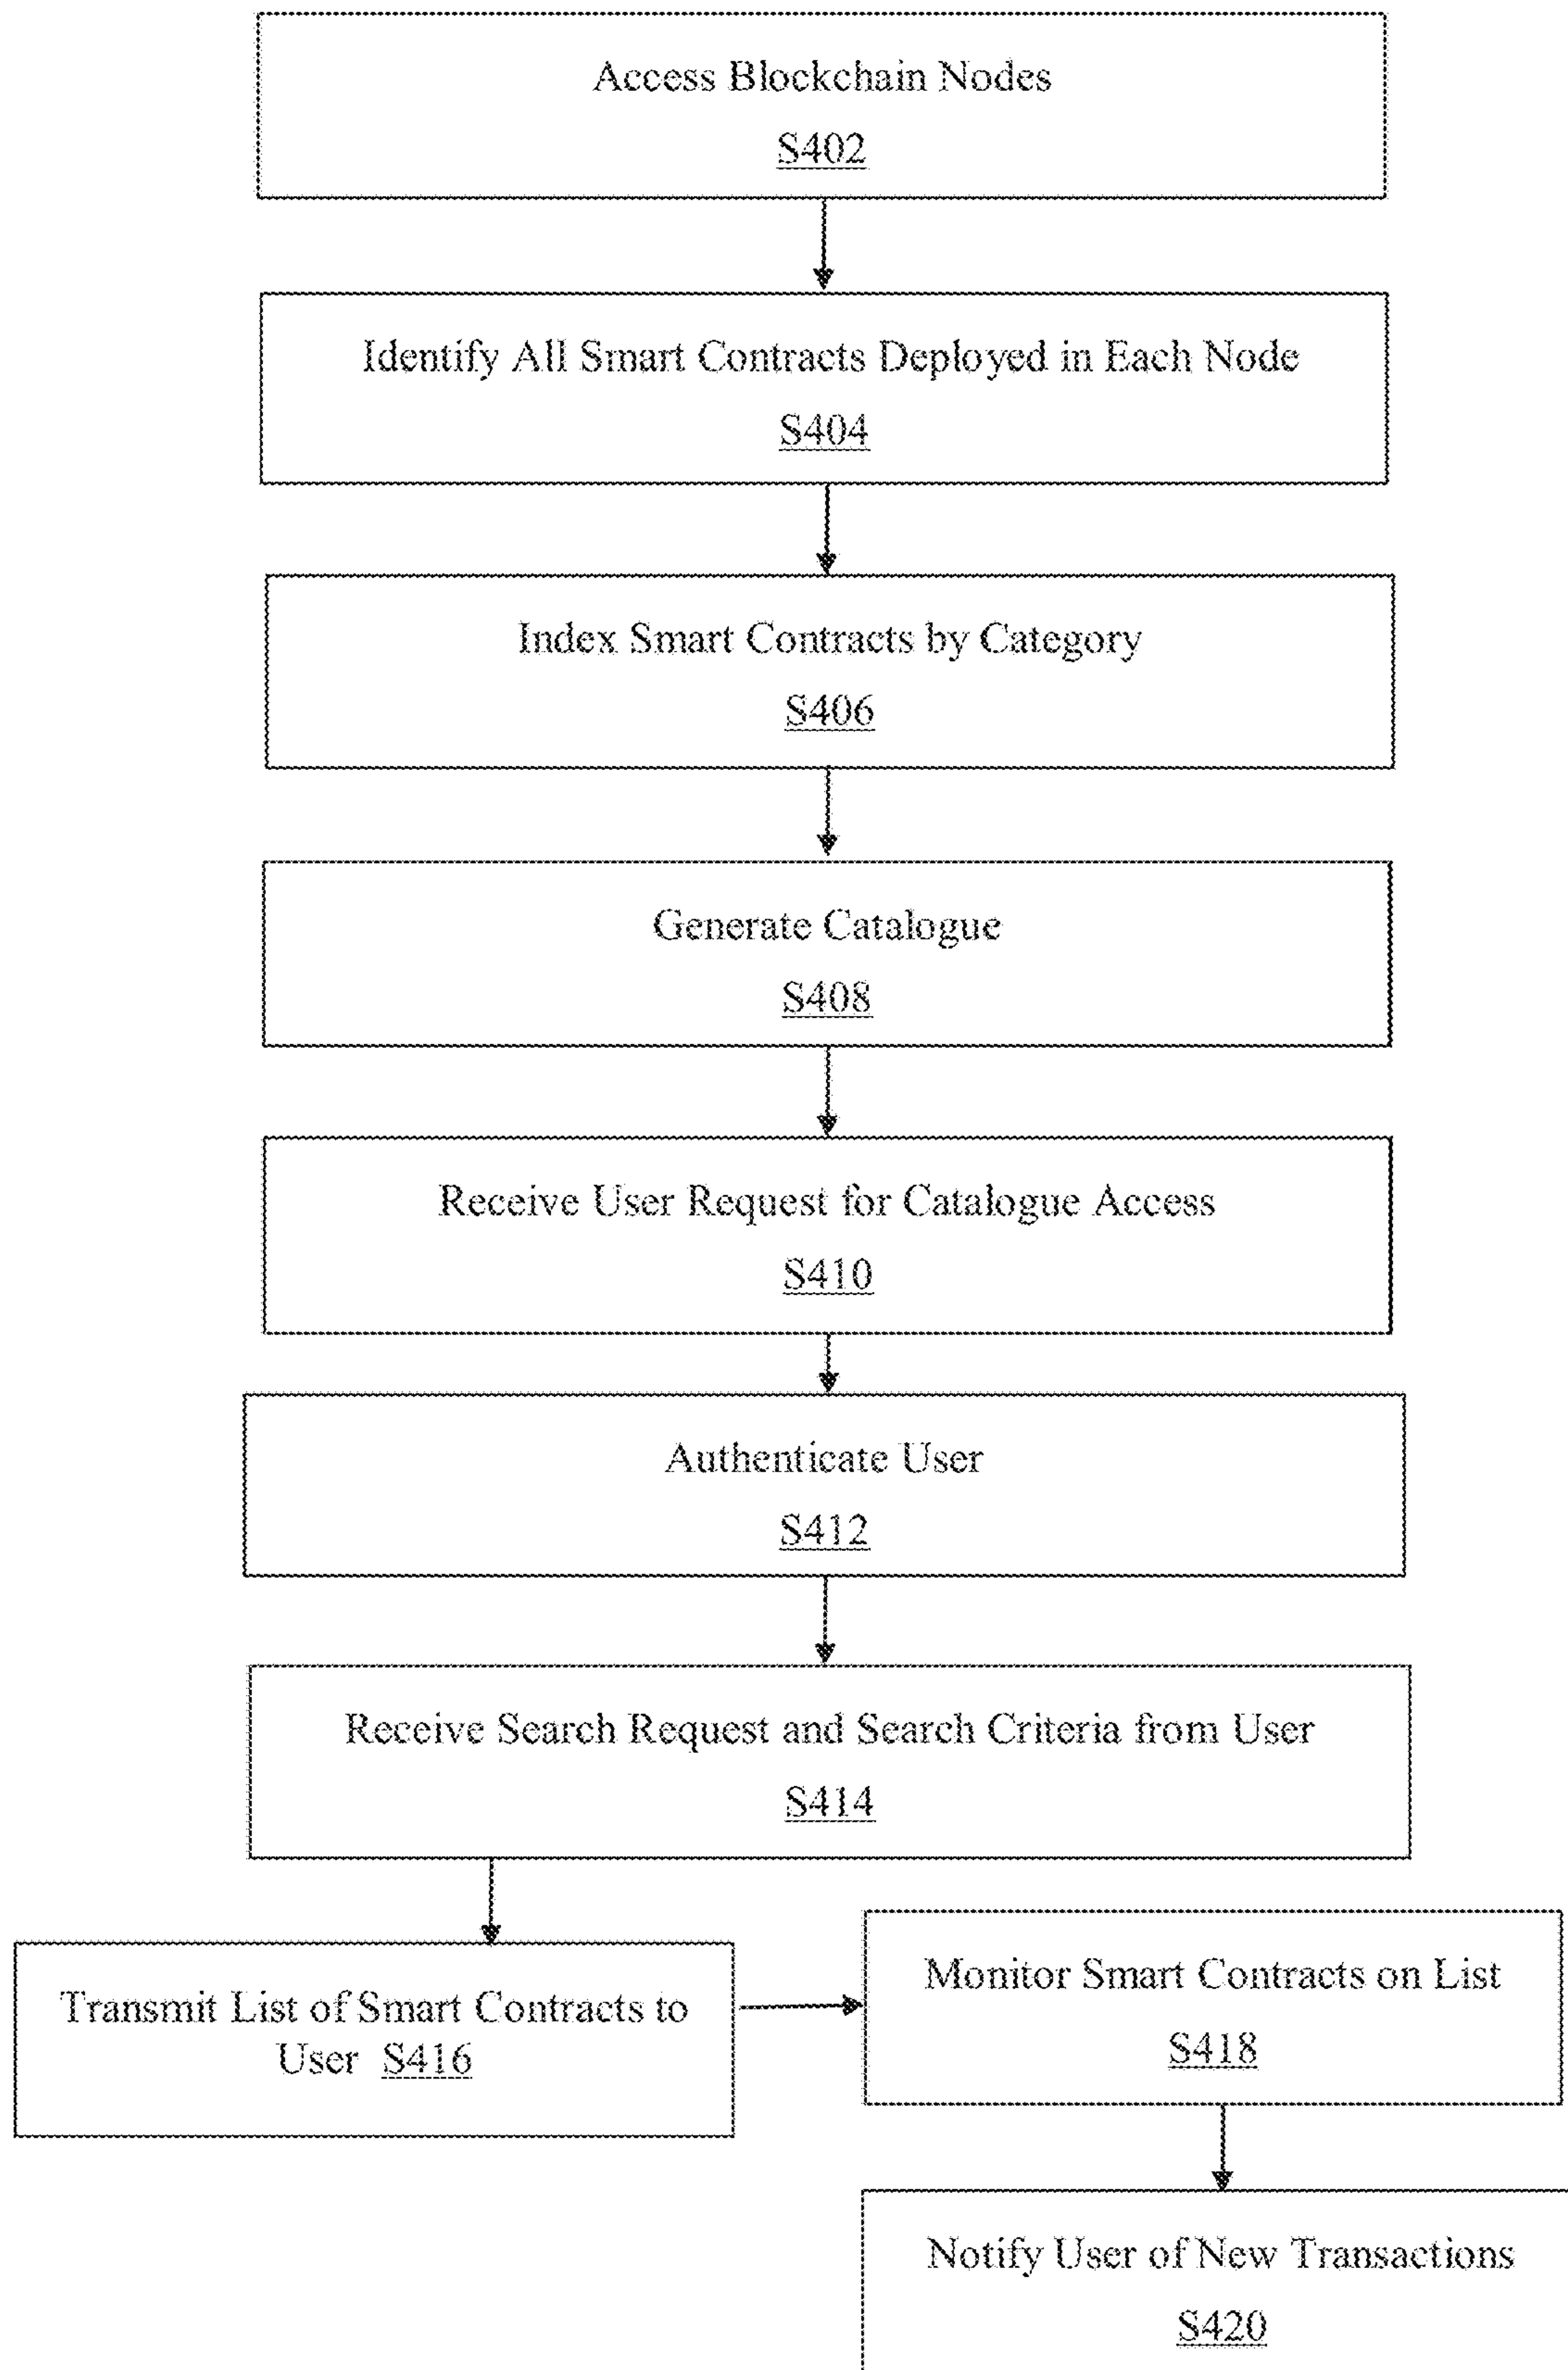 Access Blockchain Nodes
S402
Identify All Smart Contracts Deployed in Each Node
S404
Index Smart Contracts by Category
S406
Generate Catalogue
S408
Receive User Request for Catalogue Access
S410
Authenticate User
S412
Receive Search Request and Search Criteria from User
S414
Transmit List of Smart Contracts to
User S416
Monitor Smart Contracts on List
S418
Notify User of New Transactions
S420